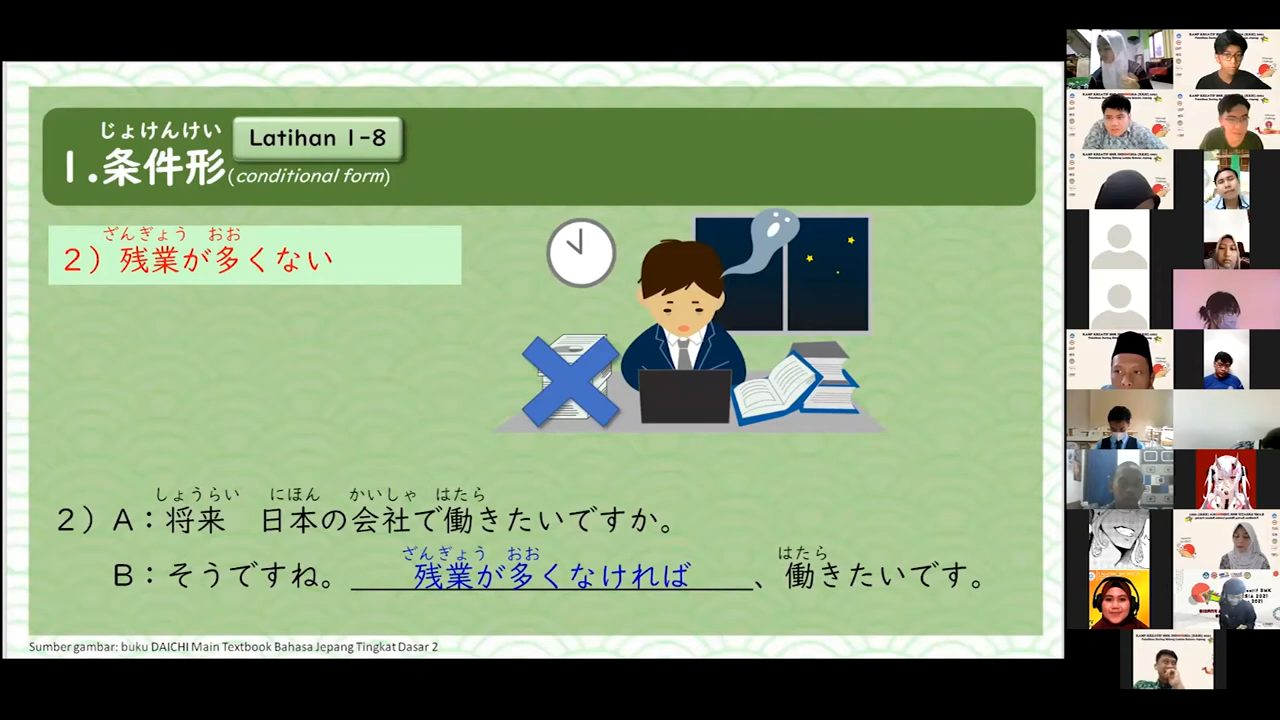 じょけんけい
1.条件形(conditional form)
Latihan 1-8
ざんぎょう おお
2）残業が多くない
しょうらい にほん かいしゃ はたら
2）A：将来 日本の会社で働きたいですか。
ざんぎょう おお はたら
B：そうですね。残業が多くなければ、働きたいです。
Sumber gambar: buku DAICHI Main Textbook Bahasa Jepang Tingkat Dasar 2